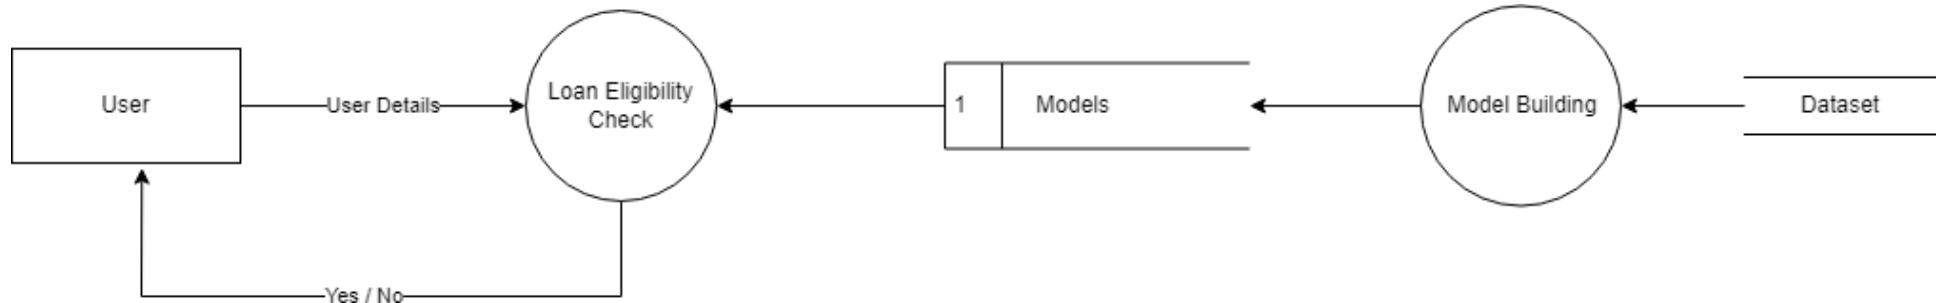 User
User Details
Loan Eligibility
Check
1
Models
Model Building
Dataset
Yes / No